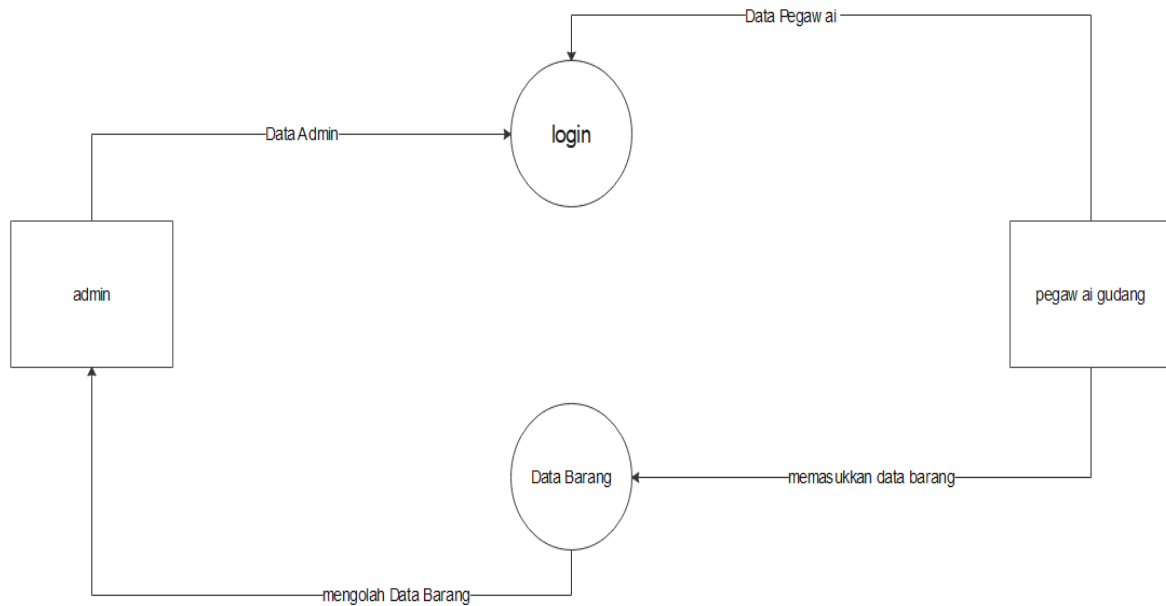 Data Pegaw ai
login
Data Admin
admin
pegaw ai gudang
Data Barang
memasukkan data barang
mengolah Data Barang